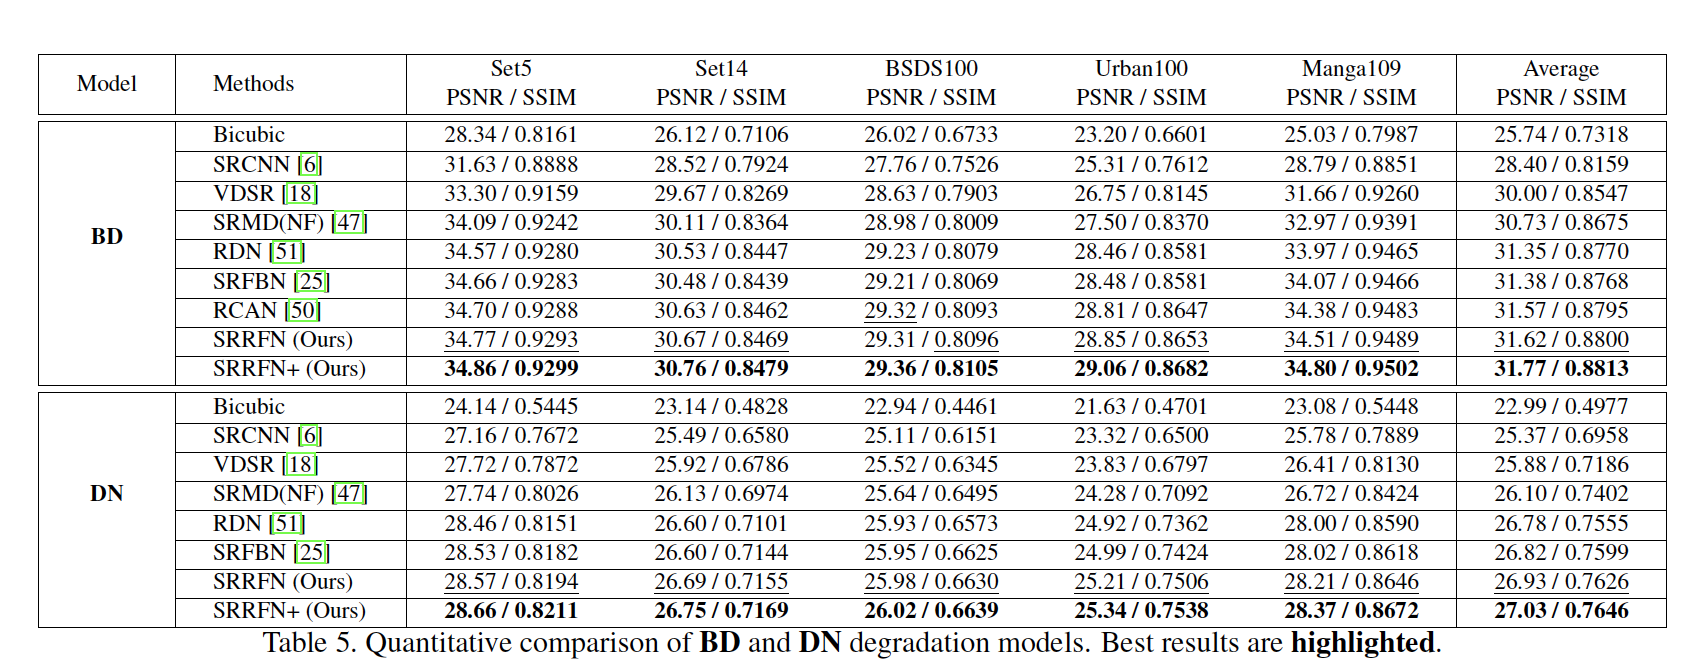 Model Methods Set5 Set14 BSDS100 Urban100 Manga109 Average
PSNR / SSIM PSNR / SSIM PSNR / SSIM PSNR / SSIM PSNR / SSIM PSNR / SSIM
BD
Bicubic 28.34 / 0.8161 26.12 / 0.7106 26.02 / 0.6733 23.20 / 0.6601 25.03 / 0.7987 25.74 / 0.7318
SRCNN [6] 31.63 / 0.8888 28.52 / 0.7924 27.76 / 0.7526 25.31 / 0.7612 28.79 / 0.8851 28.40 / 0.8159
VDSR [18] 33.30 / 0.9159 29.67 / 0.8269 28.63 / 0.7903 26.75 / 0.8145 31.66 / 0.9260 30.00 / 0.8547
SRMD(NF) [47] 34.09 / 0.9242 30.11 / 0.8364 28.98 / 0.8009 27.50 / 0.8370 32.97 / 0.9391 30.73 / 0.8675
RDN [51] 34.57 / 0.9280 30.53 / 0.8447 29.23 / 0.8079 28.46 / 0.8581 33.97 / 0.9465 31.35 / 0.8770
SRFBN [25] 34.66 / 0.9283 30.48 / 0.8439 29.21 / 0.8069 28.48 / 0.8581 34.07 / 0.9466 31.38 / 0.8768
RCAN [50] 34.70 / 0.9288 30.63 / 0.8462 29.32 / 0.8093 28.81 / 0.8647 34.38 / 0.9483 31.57 / 0.8795
SRRFN (Ours) 34.77 / 0.9293 30.67 / 0.8469 29.31 / 0.8096 28.85 / 0.8653 34.51 / 0.9489 31.62 / 0.8800
SRRFN+ (Ours) 34.86 / 0.9299 30.76 / 0.8479 29.36 / 0.8105 29.06 / 0.8682 34.80 / 0.9502 31.77 / 0.8813
DN
Bicubic 24.14 / 0.5445 23.14 / 0.4828 22.94 / 0.4461 21.63 / 0.4701 23.08 / 0.5448 22.99 / 0.4977
SRCNN [6] 27.16 / 0.7672 25.49 / 0.6580 25.11 / 0.6151 23.32 / 0.6500 25.78 / 0.7889 25.37 / 0.6958
VDSR [18] 27.72 / 0.7872 25.92 / 0.6786 25.52 / 0.6345 23.83 / 0.6797 26.41 / 0.8130 25.88 / 0.7186
SRMD(NF) [47] 27.74 / 0.8026 26.13 / 0.6974 25.64 / 0.6495 24.28 / 0.7092 26.72 / 0.8424 26.10 / 0.7402
RDN [51] 28.46 / 0.8151 26.60 / 0.7101 25.93 / 0.6573 24.92 / 0.7362 28.00 / 0.8590 26.78 / 0.7555
SRFBN [25] 28.53 / 0.8182 26.60 / 0.7144 25.95 / 0.6625 24.99 / 0.7424 28.02 / 0.8618 26.82 / 0.7599
SRRFN (Ours) 28.57 / 0.8194 26.69 / 0.7155 25.98 / 0.6630 25.21 / 0.7506 28.21 / 0.8646 26.93 / 0.7626
SRRFN+ (Ours) 28.66 / 0.8211 26.75 / 0.7169 26.02 / 0.6639 25.34 / 0.7538 28.37 / 0.8672 27.03 / 0.7646
Table 5. Quantitative comparison of BD and DN degradation models. Best results are highlighted.